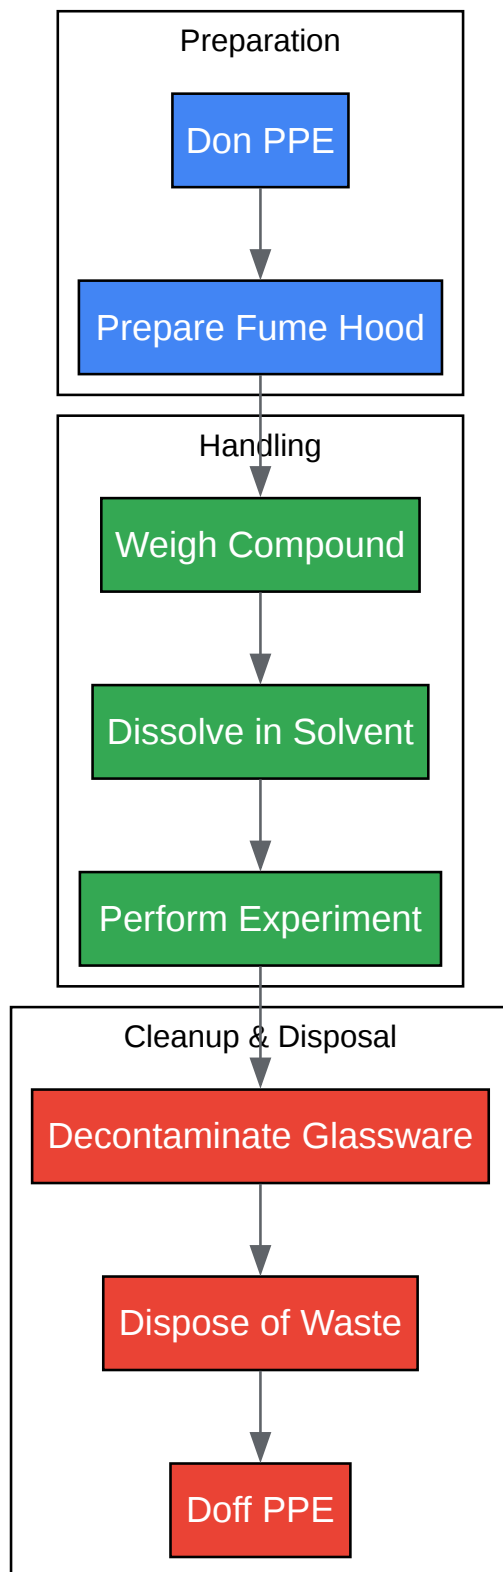 Preparation
Don PPE
Prepare Fume Hood
Handling
Weigh Compound
Dissolve in Solvent
Perform Experiment
Cleanup & Disposal
Decontaminate Glassware
Dispose of Waste
Doff PPE